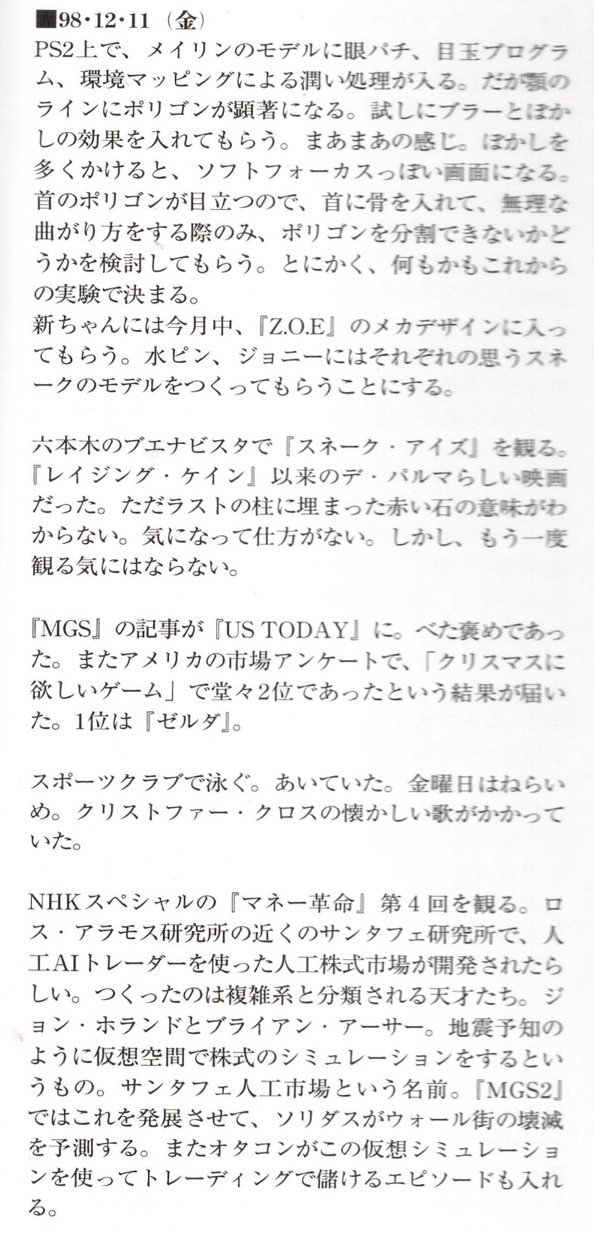 ■98・12・11（金）
PS2上で、メイリンのモデルに眼パチ、目玉プログラ
ム、環境マッピングによる潤い処理が入る。だが顎の
ラインにポリゴンが顕著になる。試しにブラーとぼか
しの効果を入れてもらう。まあまあの感じ。ぼかしを
多くかけると、ソフトフォーカスっぽい画面になる。
首のポリゴンが目立つので、首に骨を入れて、無理な
曲がり方をする際のみ、ポリゴンを分割できないかど
うかを検討してもらう。とにかく、何もかもこれから
の実験で決まる。
新ちゃんには今月中、『Z.O.E』のメカデザインに入っ
てもらう。水ピン、ジョニーにはそれぞれの思うスネ
ークのモデルをつくってもらうことにする。

六本木のブエナビスタで『スネーク・アイズ』を観る。
『レイジング・ケイン』以来のデ・パルマらしい映画
だった。ただラストの柱に埋まった赤い石の意味がわ
からない。気になって仕方がない。しかし、もう一度
観る気にはならない。

『MGS』の記事が『US TODAY』に。べた褒めであっ
た。またアメリカの市場アンケートで、「クリスマスに
欲しいゲーム」で堂々2位であったという結果が届い
た。1位は『ゼルダ』。

スポーツクラブで泳ぐ。あいていた。金曜日はねらい
め。クリストファー・クロスの懐かしい歌がかかって
いた。

NHKスペシャルの『マネー革命』第4回を観る。ロ
ス・アラモス研究所の近くのサンタフェ研究所で、人
工AIトレーダーを使った人工株式市場が開発されたら
しい。つくったのは複雑系と分類される天才たち。ジ
ョン・ホランドとブライアン・アーサー。地震予知の
ように仮想空間で株式のシミュレーションをするとい
うもの。サンタフェ人工市場という名前。『MGS2』
ではこれを発展させて、ソリダスがウォール街の壊滅
を予測する。またオタコンがこの仮想シミュレーショ
ンを使ってトレーディングで儲けるエピソードも入れ
る。